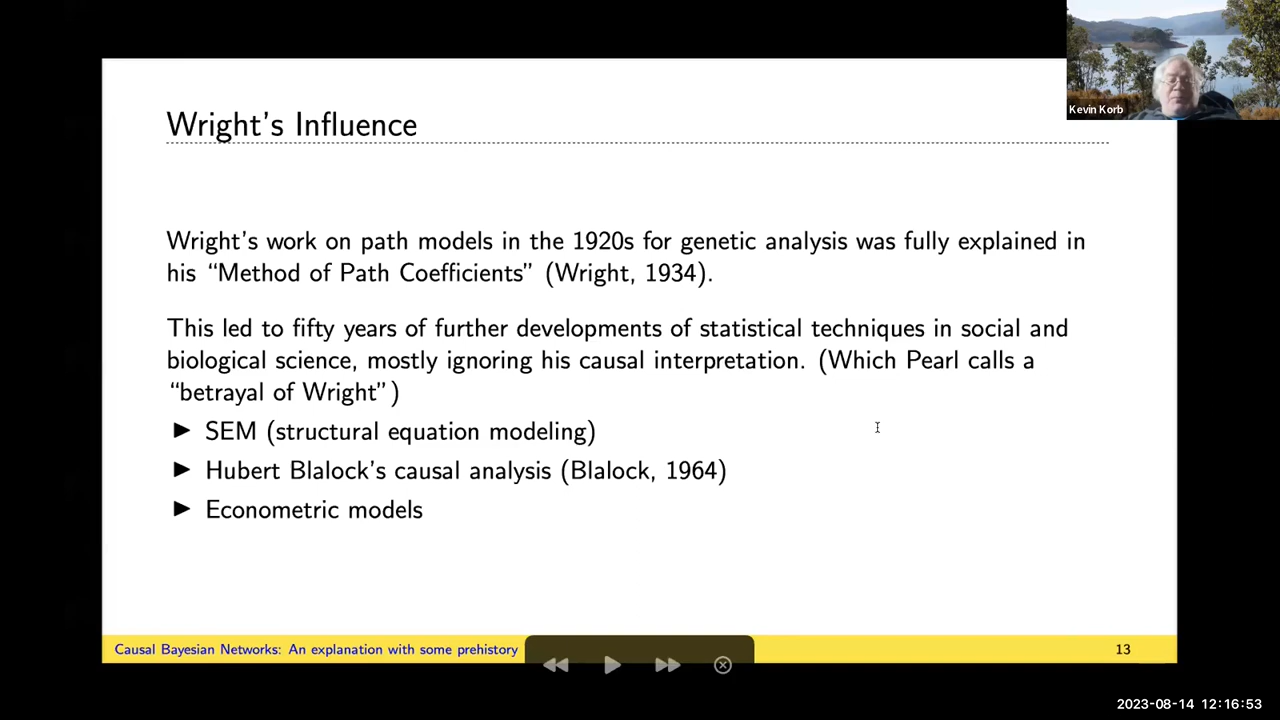 Kevin Korb
Wright's Influence
Wright's work on path models in the 1920s for genetic analysis was fully explained in
his “Method of Path Coefficients” (Wright, 1934).
This led to fifty years of further developments of statistical techniques in social and
biological science, mostly ignoring his causal interpretation. (Which Pearl calls a
“betrayal of Wright”)
▶ SEM (structural equation modeling)
▶ Hubert Blalock's causal analysis (Blalock, 1964)
▶ Econometric models
Causal Bayesian Networks: An explanation with some prehistory
13
2023-08-14 12:16:53